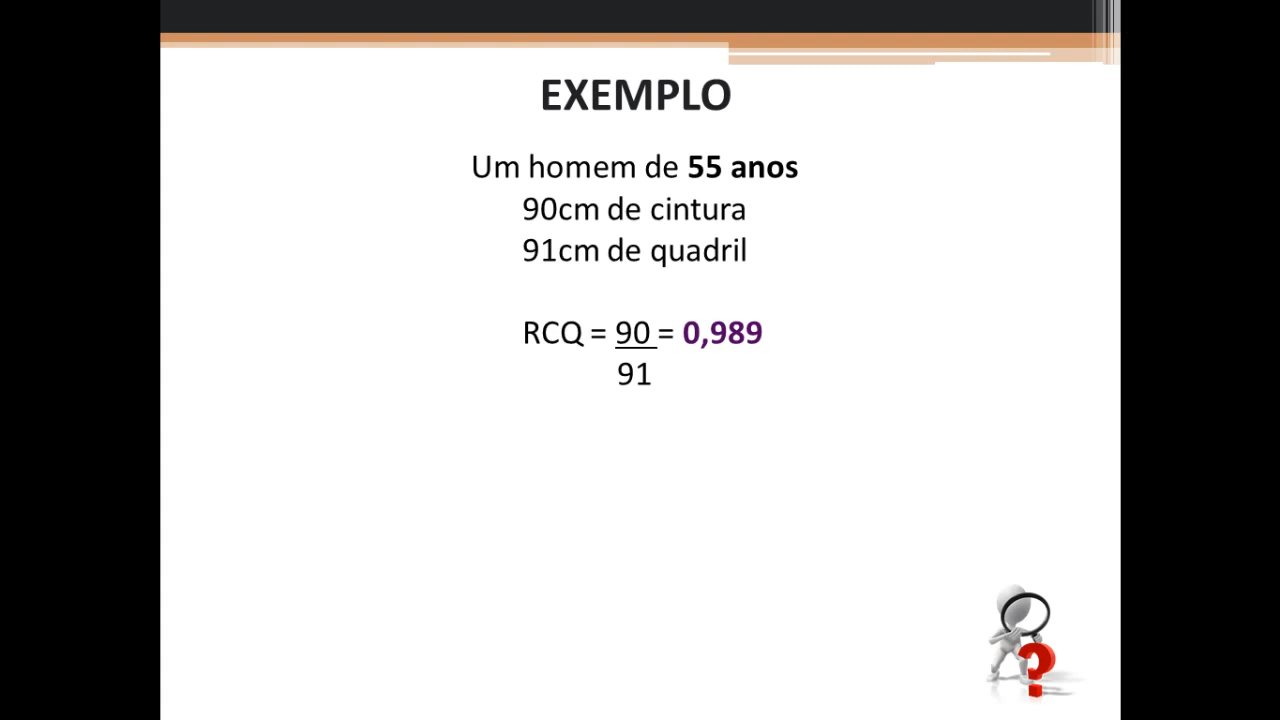 EXEMPLO
Um homem de 55 anos
90cm de cintura
91cm de quadril
RCQ = 90 = 0,989
91
?